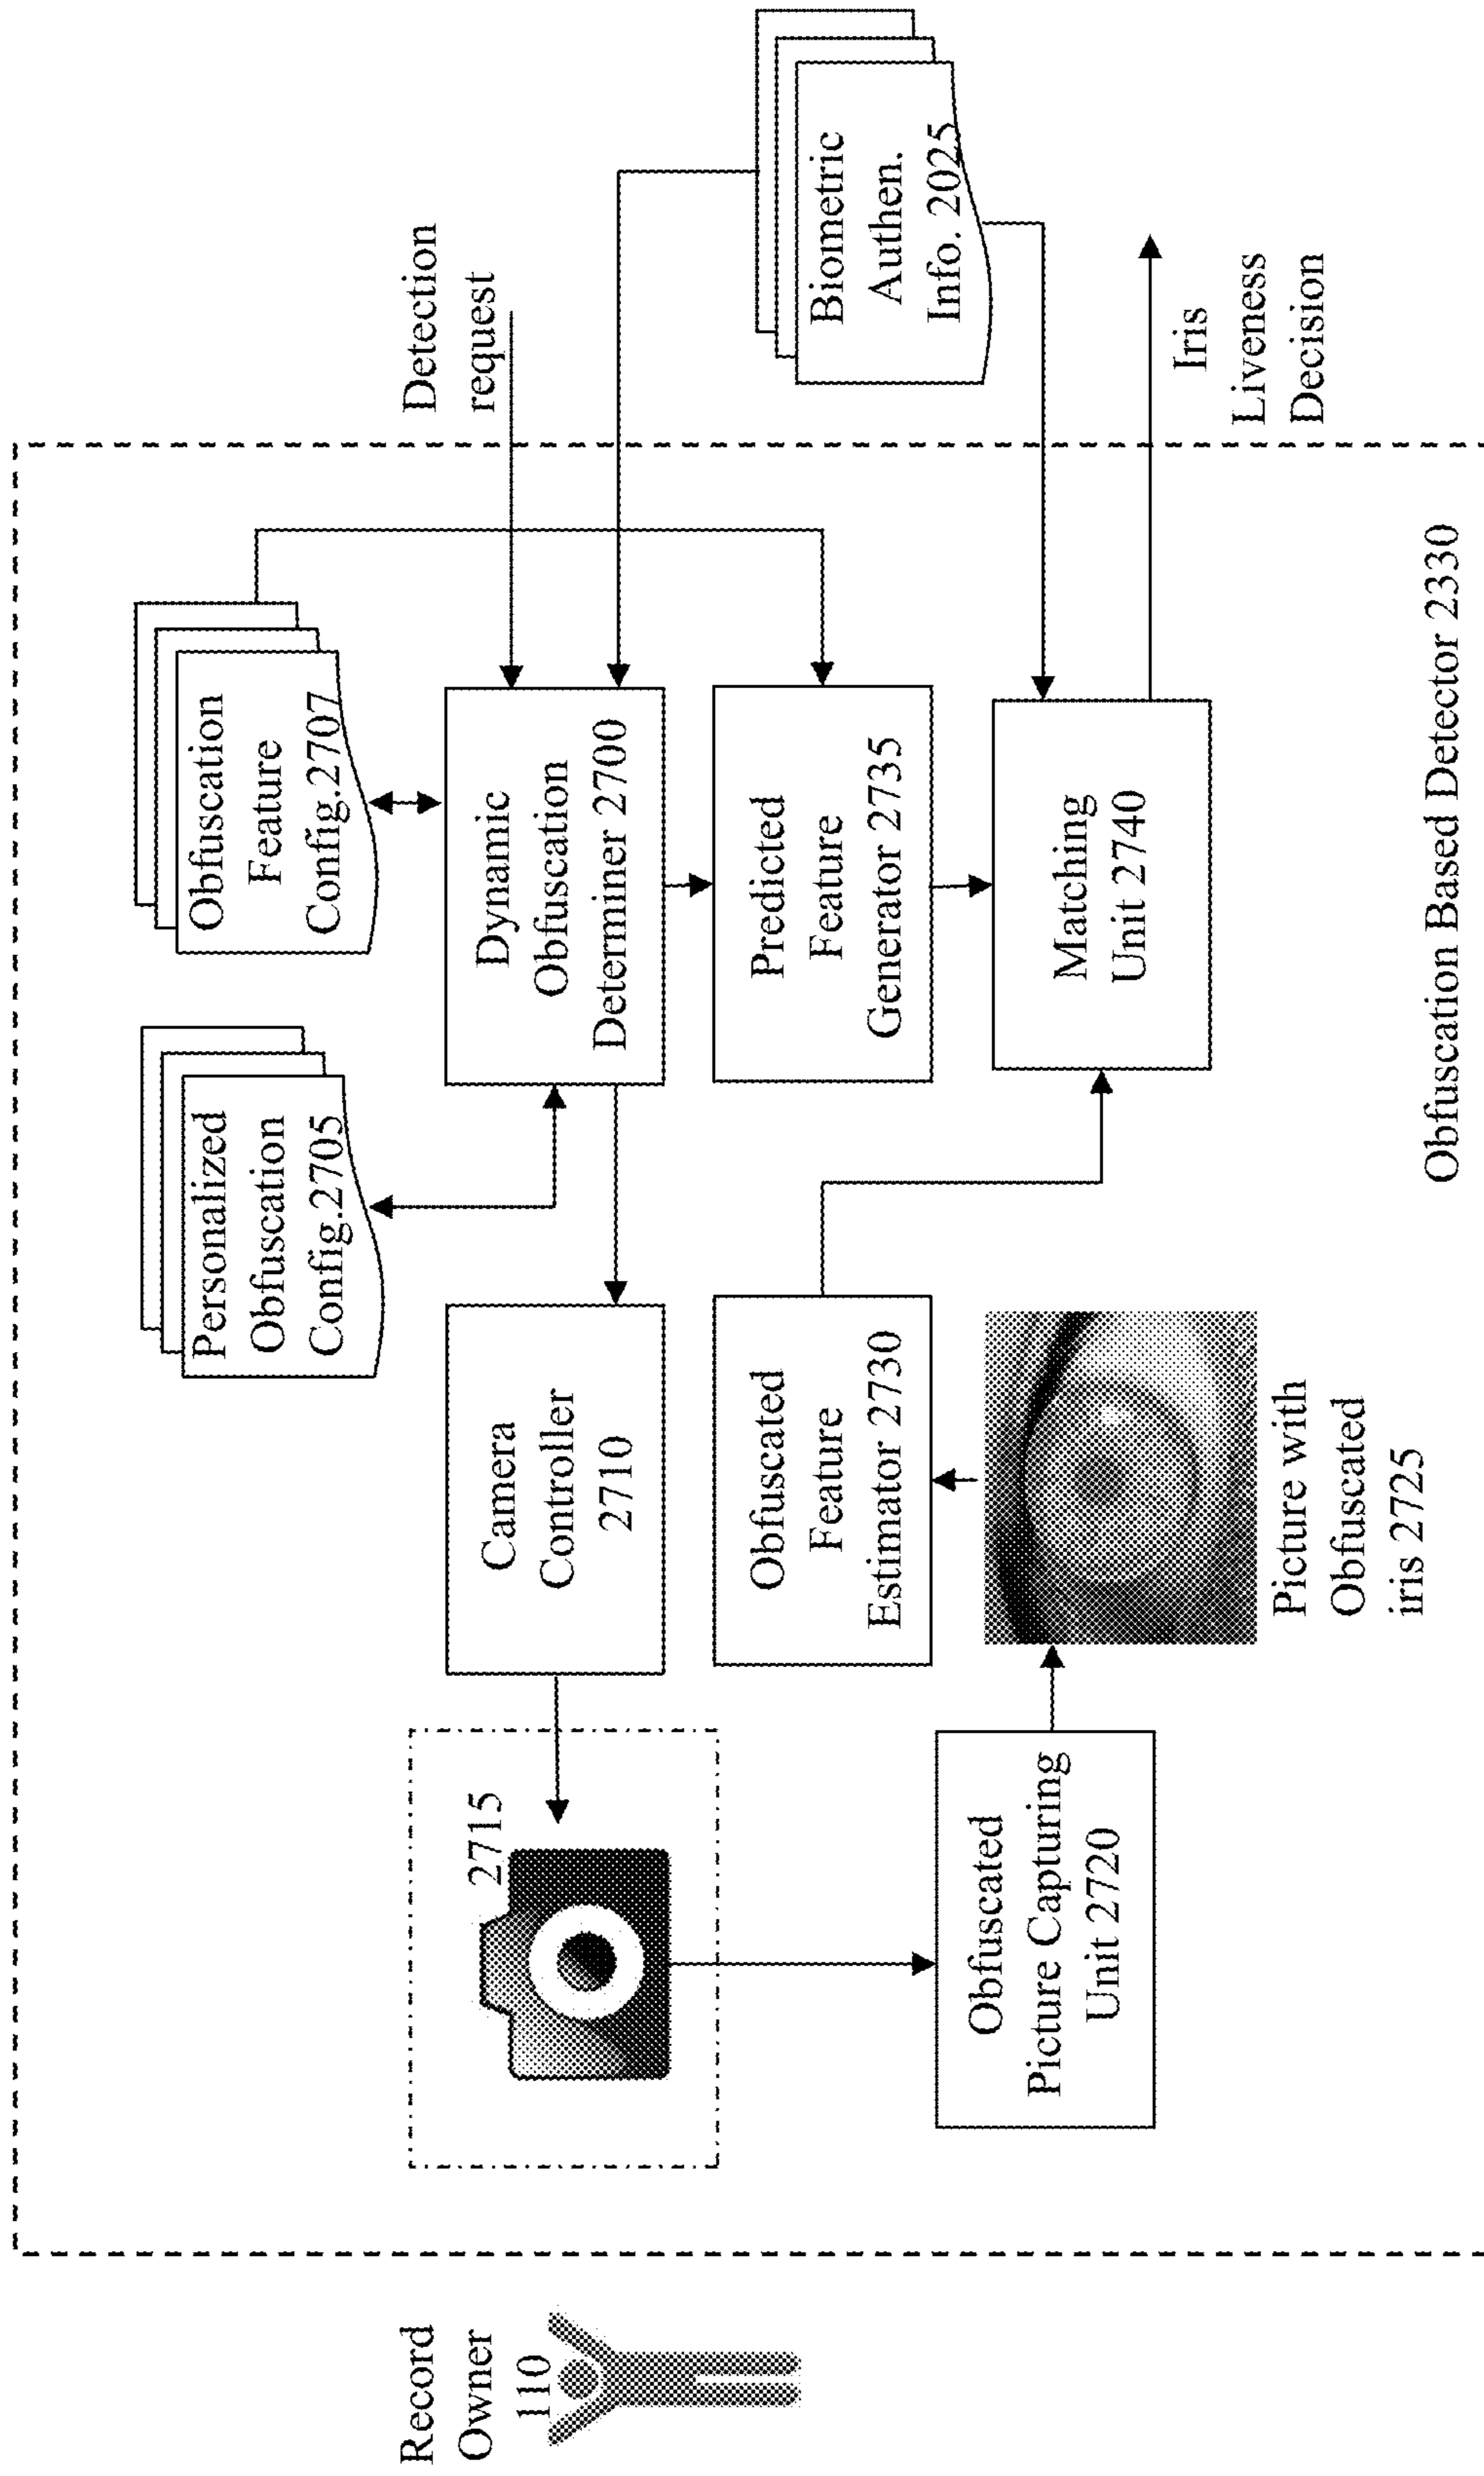 Record
Owner
110
2715
Camera
Controller
2710
Personalized
Obfuscation
Config.2705
Obfuscation
Feature
Config.2707
Detection
request
Dynamic
Obfuscation
Determiner 2700
Biometric
Authen.
Info. 2025
Obfuscated
Picture Capturing
Unit 2720
Obfuscated
Feature
Estimator 2730
Predicted
Feature
Generator 2735
Picture with
Obfuscated
iris 2725
Matching
Unit 2740
Iris
Liveness
Decision
Obfuscation Based Detector 2330